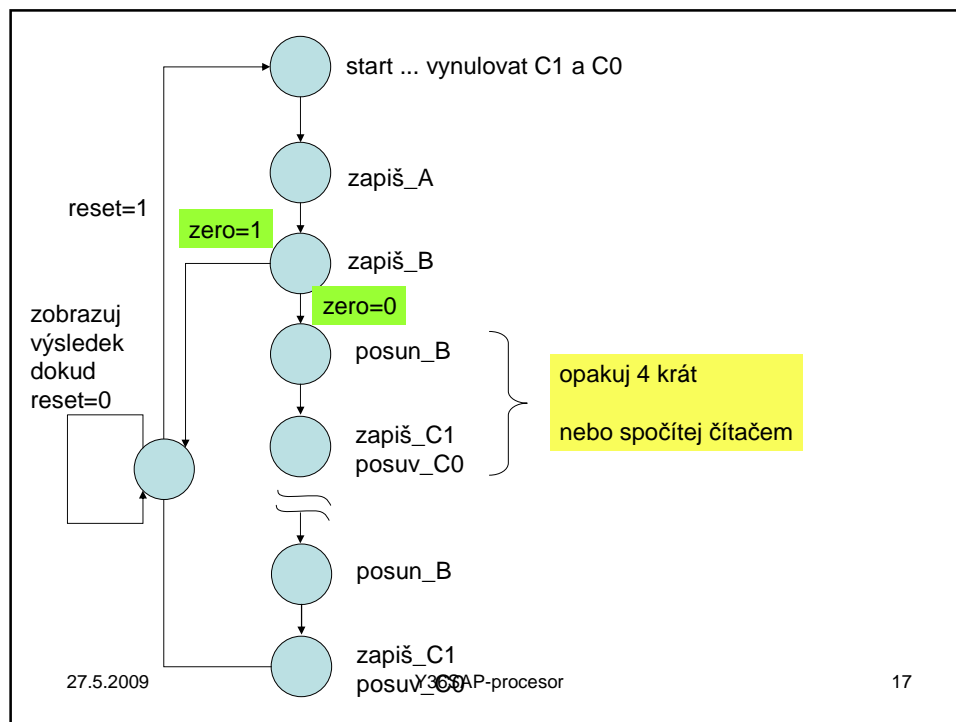 start ... vynulovat C1 a C0
zapiš_A
reset=1
zero=1
zapiš_B
zero=0
zobrazuj
výsledek
dokud
reset=0
posun_B
opakuj 4 krát
nebo spočítej čítačem
zapiš_C1
posuv_C0
posun_B
zapiš_C1
posuv_C0
27.5.2009
Y36SAP-procesor
17